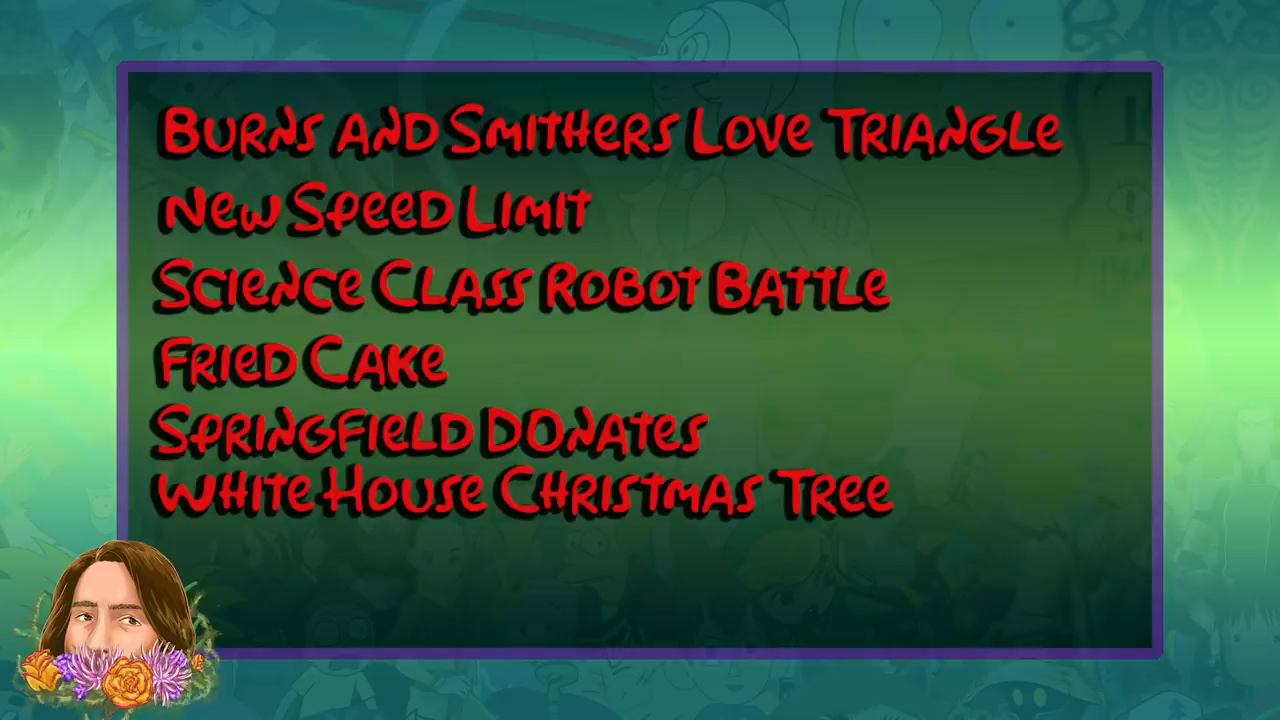 Burns and Smithers Love Triangle
New Speed Limit
Science Class Robot Battle
Fried Cake
Springfield DOnates
White House Christmas Tree